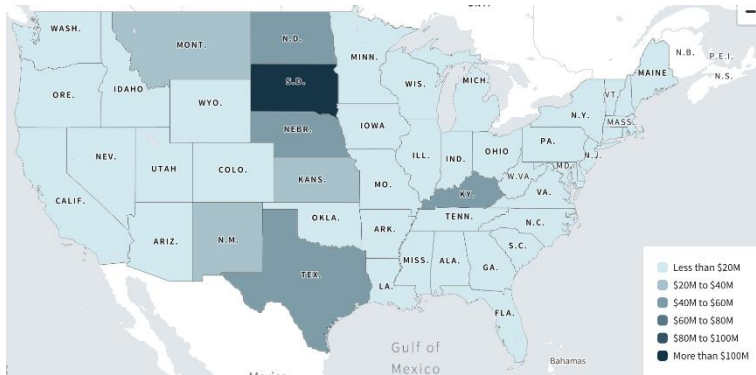 WASH.
MONT.
N.D.
MINN.
ORE.
IDAHO
WYO.
S.D.
WIS.
MICH.
N.B.
P.E.I.
N.S.
MAINE
VT.
N.Y.
MASS.
NEV.
UTAH
COLO.
NEBR.
IOWA
ILL.
IND.
OHIO
PA.
N.J.
MD.
CALIF.
KANS.
MO.
KY.
W.VA.
VA.
ARIZ.
N.M.
OKLA.
ARK.
TENN.
N.C.
S.C.
TEX.
LA.
MISS.
ALA.
GA.
FLA.
Gulf of
Mexico
Bahamas
Less than $20M
$20M to $40M
$40M to $60M
$60M to $80M
$80M to $100M
More than $100M